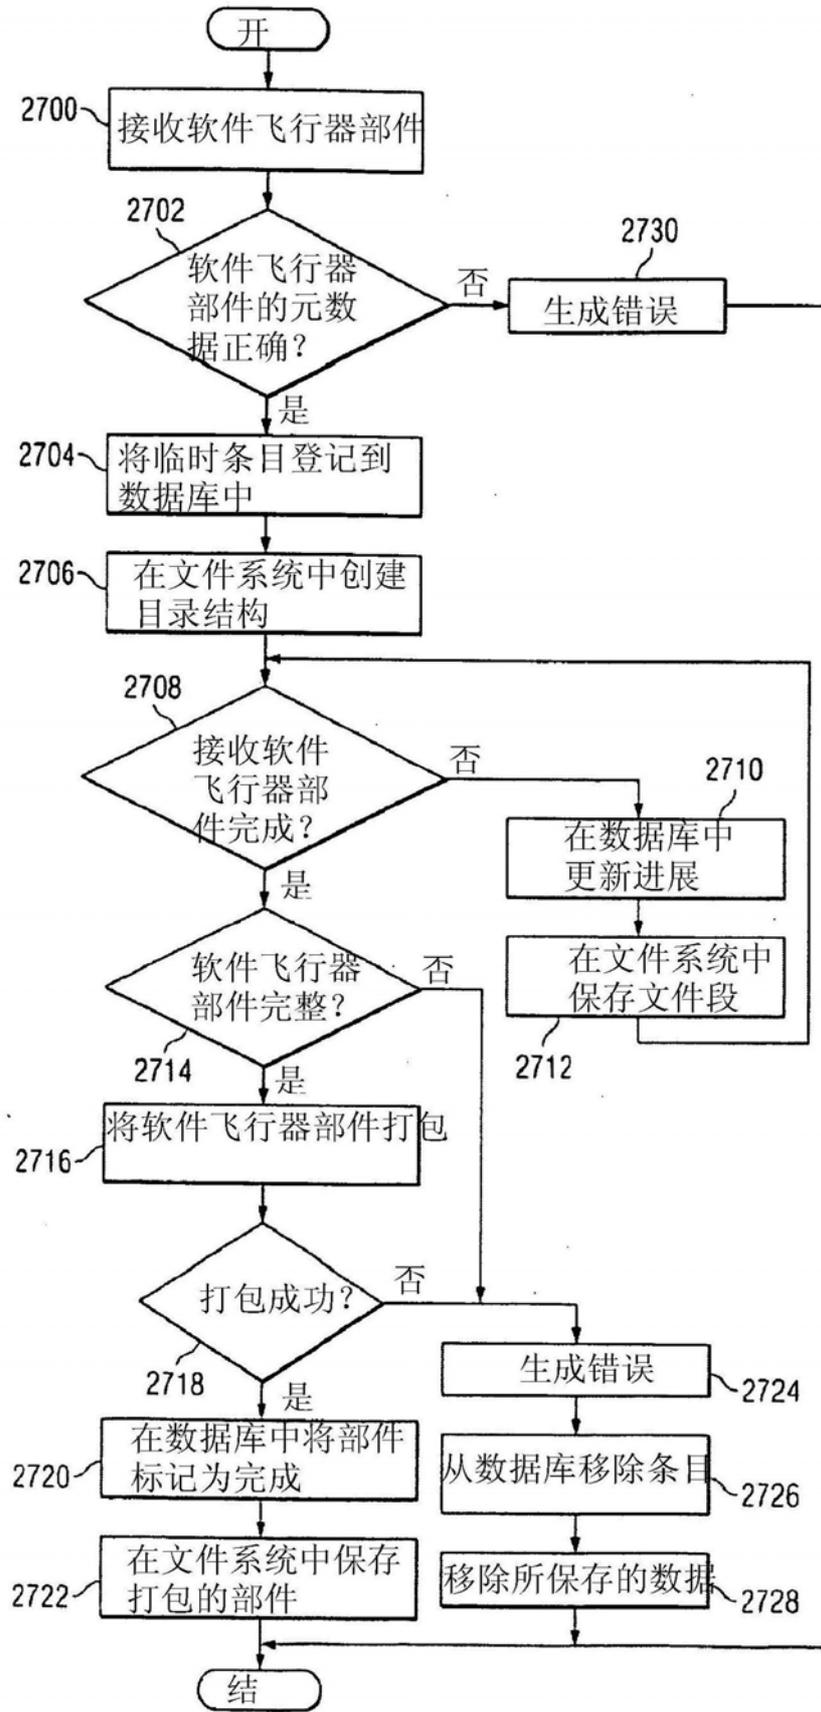 开
2700
接收软件飞行器部件
2702
软件飞行器
部件的元数
据正确?
否
2730
生成错误
是
2704
将临时条目登记到
数据库中
2706
在文件系统中创建
目录结构
2708
接收软件
飞行器部
件完成?
否
2710
在数据库中
更新进展
是
软件飞行器
部件完整?
否
在文件系统中
保存文件段
2712
2714
是
将软件飞行器部件打包
2716
打包成功?
否
2718
生成错误
2724
是
在数据库中将部件
标记为完成
2720
从数据库移除条目
2726
在文件系统中保存
打包的部件
2722
移除所保存的数据
2728
结